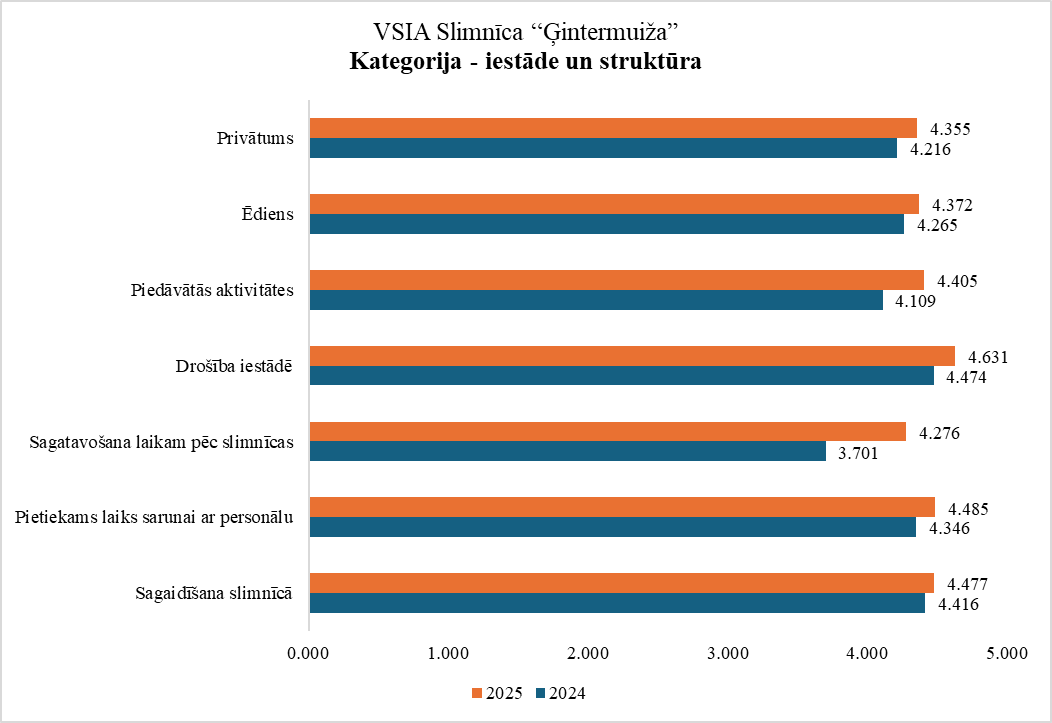 VSIA Slimnīca “Ģintermuiža”
Kategorija - iestāde un struktūra
Privātums
4.355
4.216
Ēdiens
4.372
4.265
Piedāvātās aktivitātes
4.405
4.109
Drošība iestādē
4.631
4.474
Sagatavošana laikam pēc slimnīcas
4.276
3.701
Pietiekams laiks sarunai ar personālu
4.485
4.346
Sagaidīšana slimnīcā
4.477
4.416
0.000 1.000 2.000 3.000 4.000 5.000
2025 2024